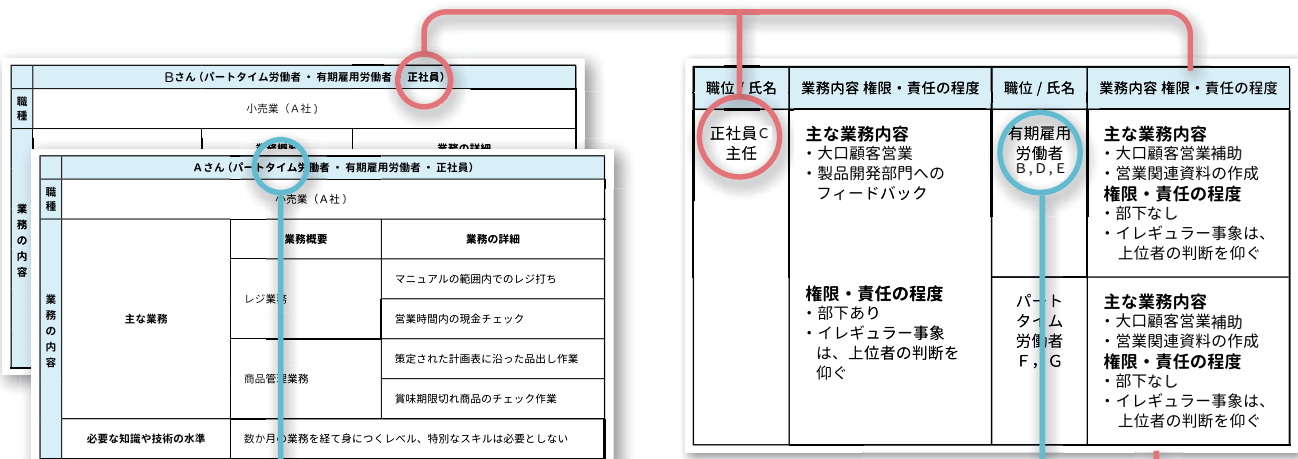 Bさん（パートタイム労働者・有期雇用労働者・正社員）
職種
小売業（A社）
業務概要
業務の詳細
業務の内容
Aさん（パートタイム労働者・有期雇用労働者・正社員）
職種
小売業（A社）
業務の内容
主な業務
業務概要
業務の詳細
レジ業務
マニュアルの範囲内でのレジ打ち
営業時間内の現金チェック
商品管理業務
策定された計画表に沿った品出し作業
賞味期限切れ商品のチェック作業
必要な知識や技術の水準
数か月の業務を経て身につくレベル、特別なスキルは必要としない
職位 / 氏名
業務内容 権限・責任の程度
職位 / 氏名
業務内容 権限・責任の程度
正社員C
主任
主な業務内容
・大口顧客営業
・製品開発部門への
フィードバック
権限・責任の程度
・部下あり
・イレギュラー事象
は、上位者の判断を
仰ぐ
有期雇用
労働者
B,D,E
主な業務内容
・大口顧客営業補助
・営業関連資料の作成
権限・責任の程度
・部下なし
・イレギュラー事象は、
上位者の判断を仰ぐ
パート
タイム
労働者
F，G
主な業務内容
・大口顧客営業補助
・営業関連資料の作成
権限・責任の程度
・部下なし
・イレギュラー事象は、
上位者の判断を仰ぐ